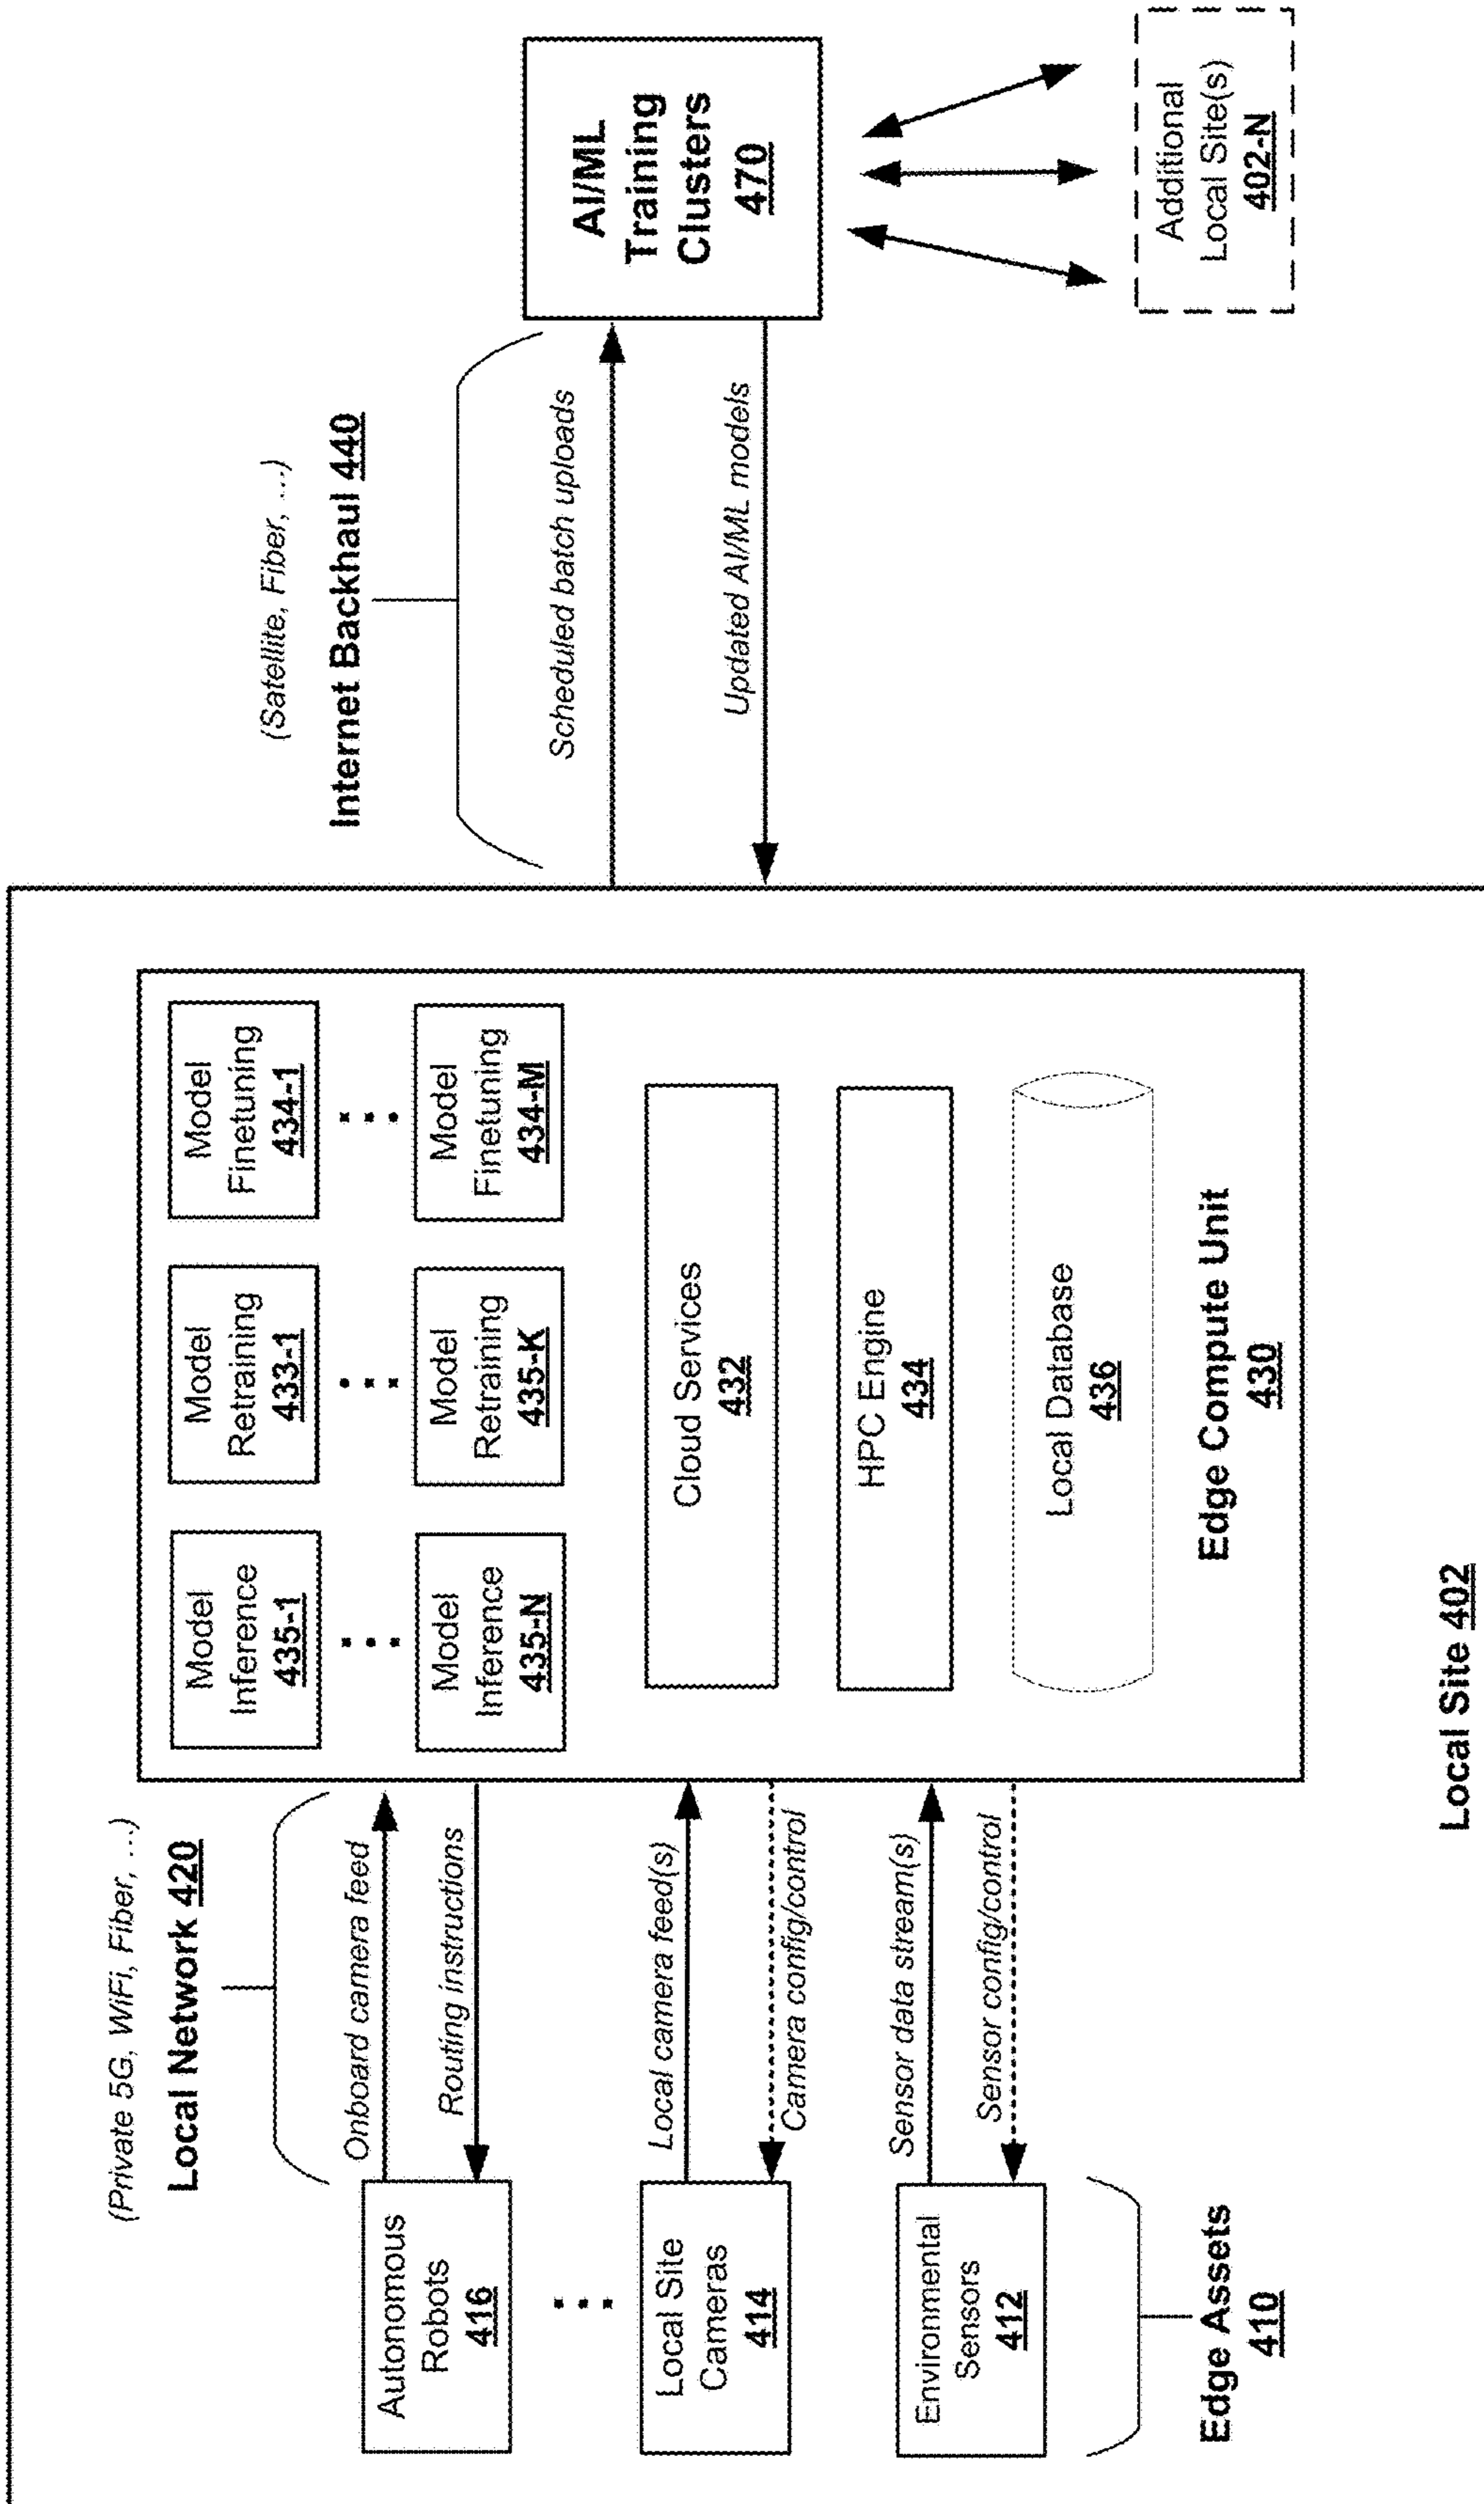 (Private 5G, WiFi, Fiber, ...)
Local Network 420
Onboard camera feed
Routing instructions
Local camera feed(s)
Camera config/control
Sensor data stream(s)
Sensor config/control
Autonomous
Robots
416
Local Site
Cameras
414
Environmental
Sensors
412
Edge Assets
410
Model
Inference
435-1
Model
Retraining
433-1
Model
Finetuning
434-1
Model
Inference
435-N
Model
Retraining
435-K
Model
Finetuning
434-M
Cloud Services
432
HPC Engine
434
Local Database
436
Edge Compute Unit
430
Local Site 402
(Satellite, Fiber, ...)
Internet Backhaul 440
Scheduled batch uploads
Updated AI/ML models
AI/ML
Training
Clusters
470
Additional
Local Site(s)
402-N